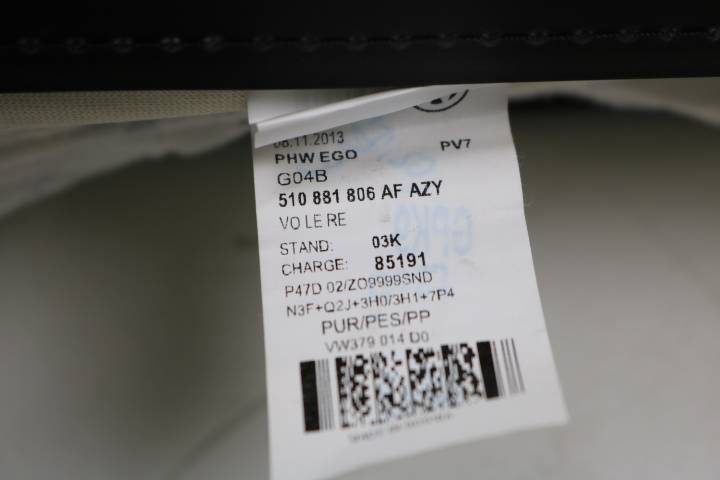 08.11.2013
PHW EGO PV7
G04B
510 881 806 AF AZY
VO LE RE
STAND: 03K
CHARGE: 85191
P47D 02/ZO9999SND
N3F+Q2J+3H0/3H1+7P4
PUR/PES/PP
VW379 014 D0